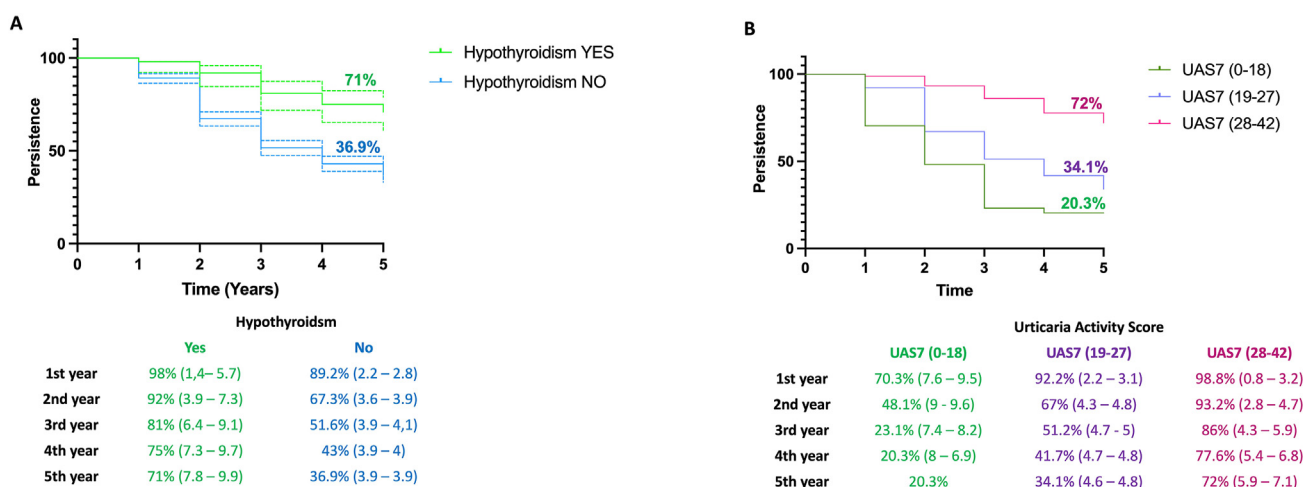 A
100
50
0
Persistence
0 1 2 3 4 5
Time (Years)
71%
36.9%
Hypothyroidism YES
Hypothyroidism NO
Hypothyroidsm
Yes No
1st year 98% (1,4– 5.7) 89.2% (2.2 – 2.8)
2nd year 92% (3.9 – 7.3) 67.3% (3.6 – 3.9)
3rd year 81% (6.4 – 9.1) 51.6% (3.9 – 4,1)
4th year 75% (7.3 – 9.7) 43% (3.9 – 4)
5th year 71% (7.8 – 9.9) 36.9% (3.9 – 3.9)
B
100
50
0
Persistence
0 1 2 3 4 5
Time
72%
34.1%
20.3%
UAS7 (0-18)
UAS7 (19-27)
UAS7 (28-42)
Urticaria Activity Score
UAS7 (0-18) UAS7 (19-27) UAS7 (28-42)
1st year 70.3% (7.6 – 9.5) 92.2% (2.2 – 3.1) 98.8% (0.8 – 3.2)
2nd year 48.1% (9 - 9.6) 67% (4.3 – 4.8) 93.2% (2.8 – 4.7)
3rd year 23.1% (7.4 – 8.2) 51.2% (4.7 - 5) 86% (4.3 – 5.9)
4th year 20.3% (8 – 6.9) 41.7% (4.7 – 4.8) 77.6% (5.4 – 6.8)
5th year 20.3% 34.1% (4.6 – 4.8) 72% (5.9 – 7.1)